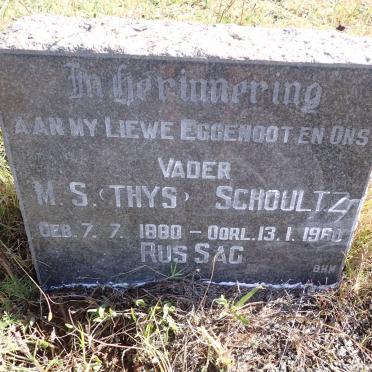 In Herinnering
AAN MY LIEWE EGGENOOT EN ONS
VADER
M.S. (THYS) SCHOULTZ
GEB. 7. 7. 1880 - OORL. 13. 1. 1960
RUS SAG
BHM